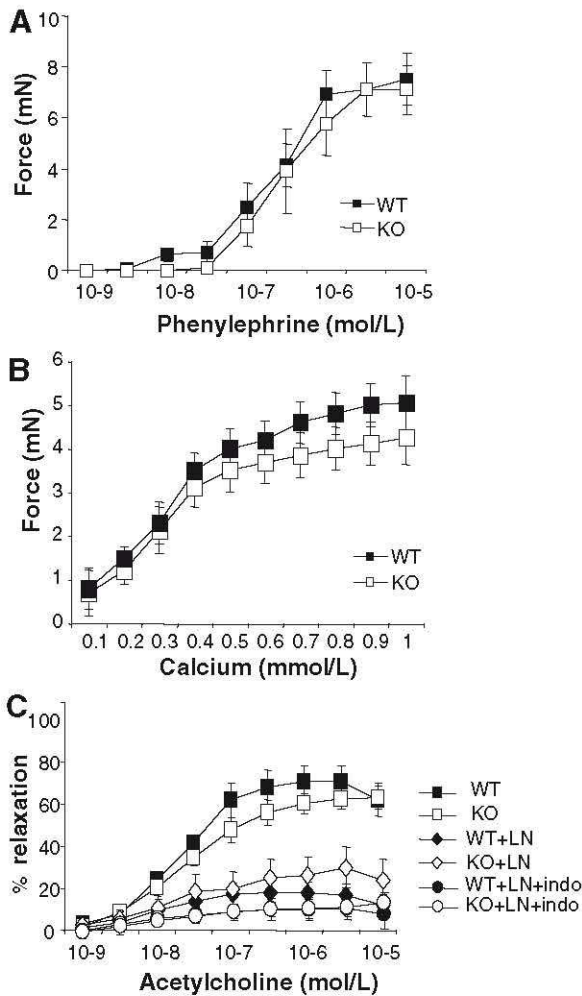 A
10
8
6
4
2
0
Force (mN)
WT
KO
10-9 10-8 10-7 10-6 10-5
Phenylephrine (mol/L)
B
6
5
4
3
2
1
0
Force (mN)
WT
KO
0.1 0.2 0.3 0.4 0.5 0.6 0.7 0.8 0.9 1
Calcium (mmol/L)
C
100
80
60
40
20
0
% relaxation
WT
KO
WT+LN
KO+LN
WT+LN+indo
KO+LN+indo
10-9 10-8 10-7 10-6 10-5
Acetylcholine (mol/L)